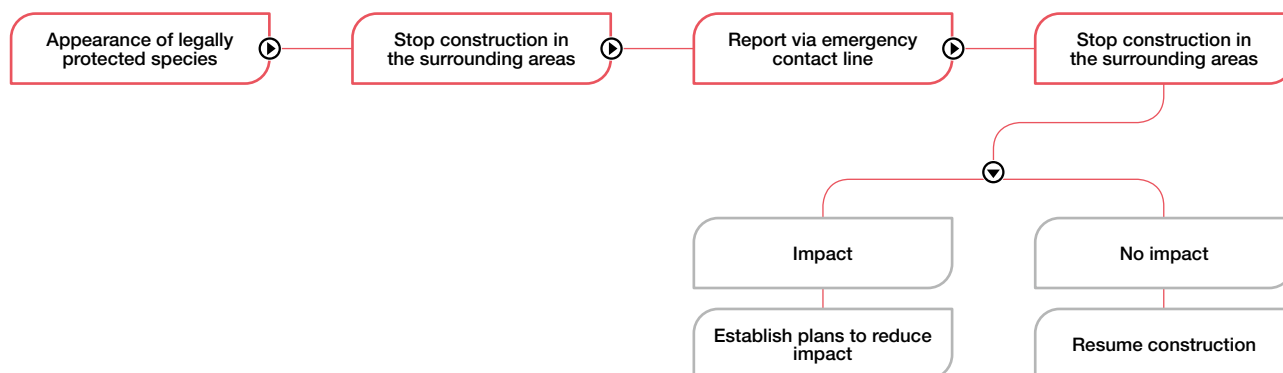 Appearance of legally
protected species
Stop construction in
the surrounding areas
Report via emergency
contact line
Stop construction in
the surrounding areas
Impact
No impact
Establish plans to reduce
impact
Resume construction